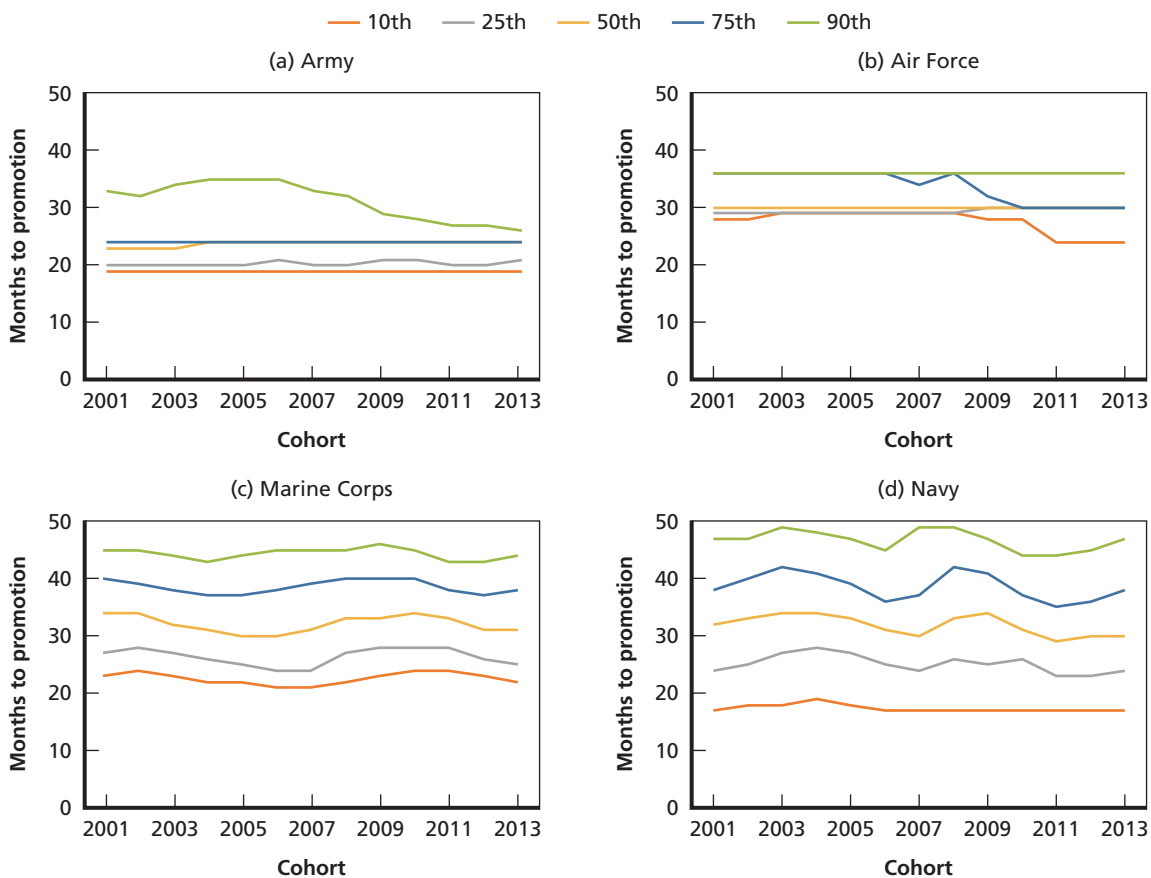 10th 25th 50th 75th 90th
(a) Army
50
40
30
20
10
0
Months to promotion
2001 2003 2005 2007 2009 2011 2013
Cohort
(b) Air Force
50
40
30
20
10
0
Months to promotion
2001 2003 2005 2007 2009 2011 2013
Cohort
(c) Marine Corps
50
40
30
20
10
0
Months to promotion
2001 2003 2005 2007 2009 2011 2013
Cohort
(d) Navy
50
40
30
20
10
0
Months to promotion
2001 2003 2005 2007 2009 2011 2013
Cohort